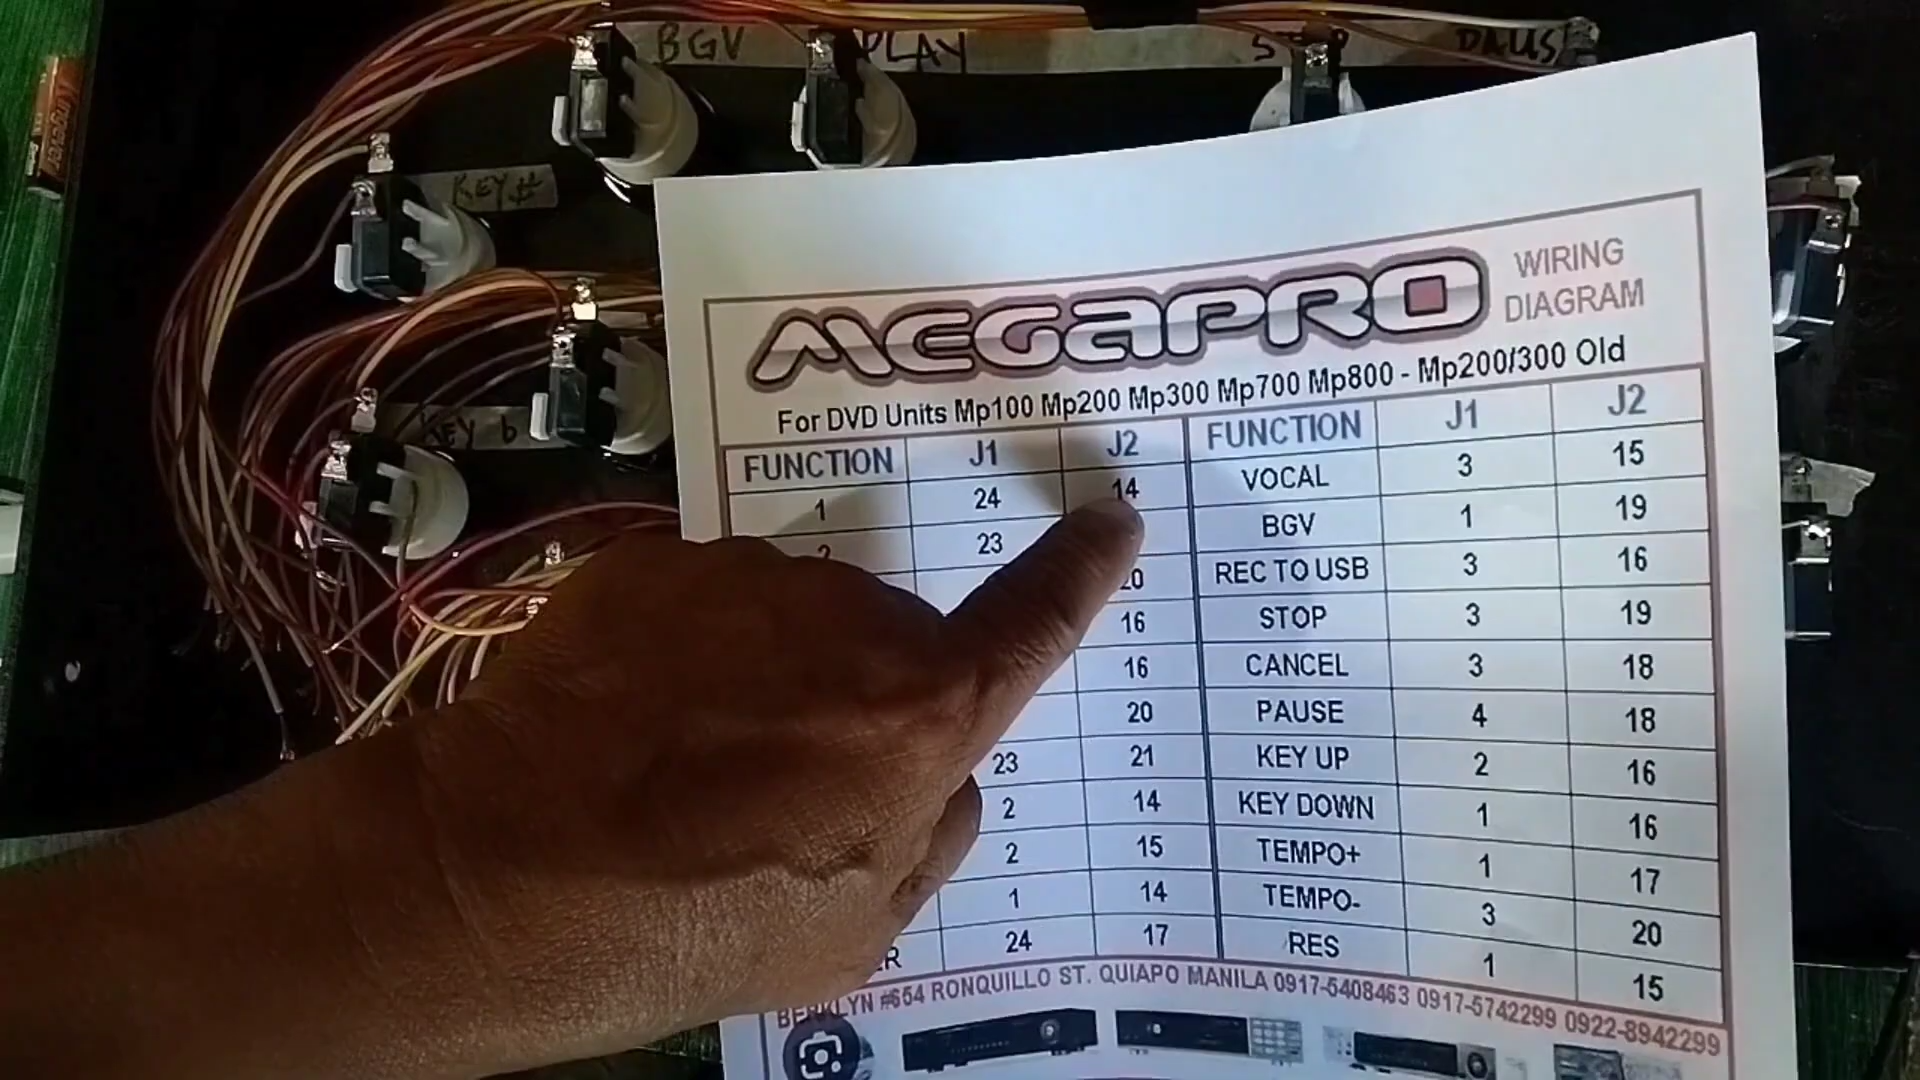 BGV
PLAY
KEY #
KEY b
Energizer
MEGAPRO
WIRING
DIAGRAM
For DVD Units Mp100 Mp200 Mp300 Mp700 Mp800 - Mp200/300 Old
FUNCTION J1 J2 FUNCTION J1 J2
1 24 14 VOCAL 3 15
2 23 BGV 1 19
20 REC TO USB 3 16
16 STOP 3 19
16 CANCEL 3 18
20 PAUSE 4 18
23 21 KEY UP 2 16
2 14 KEY DOWN 1 16
2 15 TEMPO+ 1 17
1 14 TEMPO- 3 20
24 17 RES 1 15
#654 RONQUILLO ST. QUIAPO MANILA 0917-5408463 0917-5742299 0922-8942299